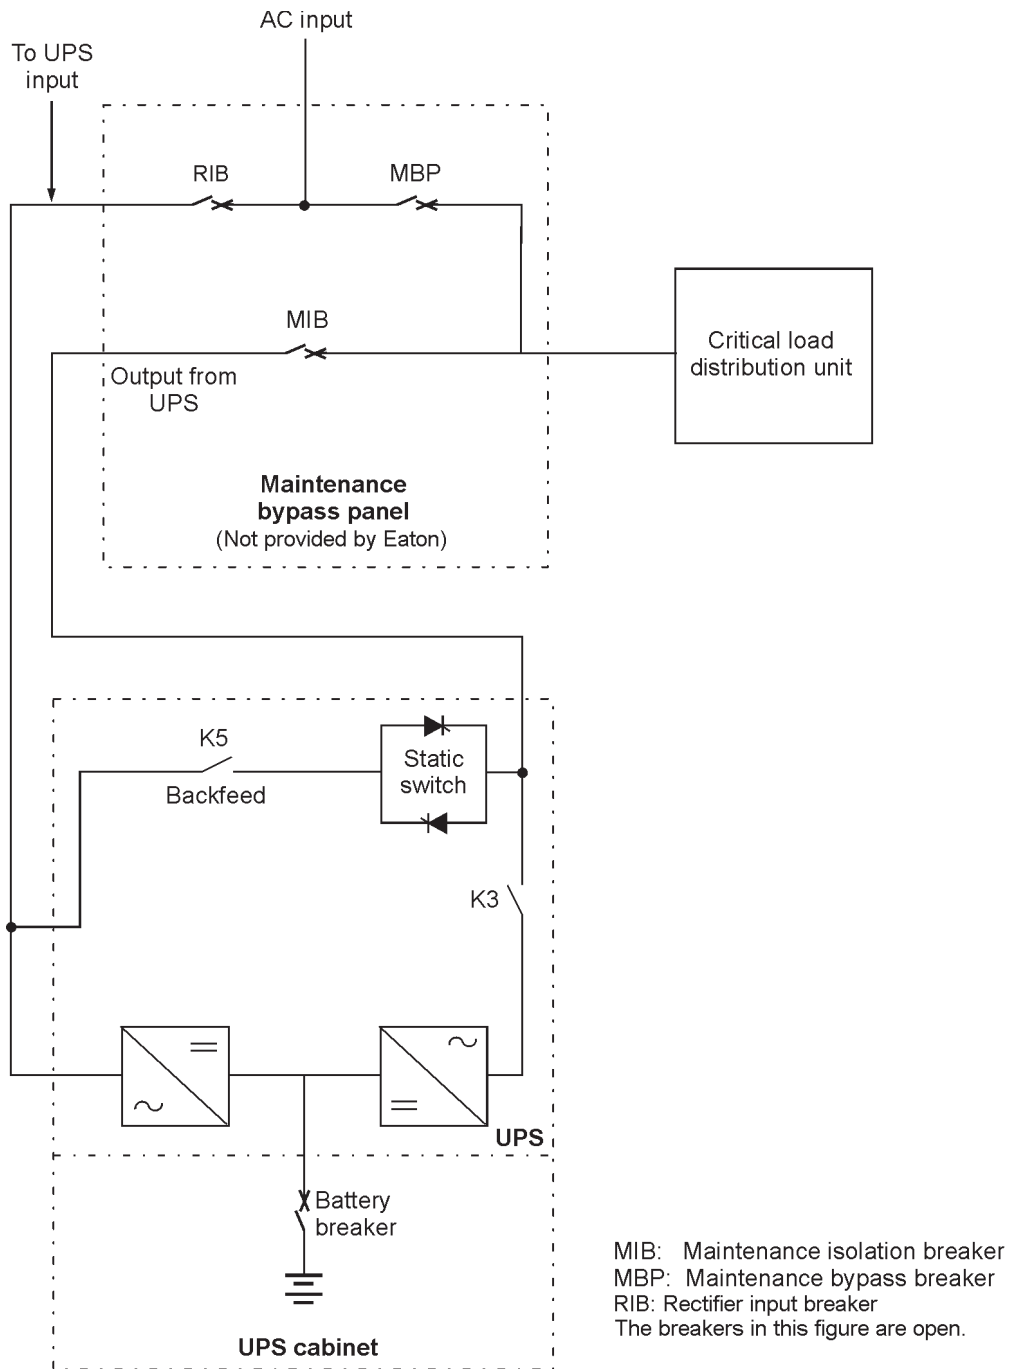 AC input
To UPS
input
RIB
MBP
MIB
Critical load
distribution unit
Output from
UPS
Maintenance
bypass panel
(Not provided by Eaton)
K5
Static
switch
Backfeed
K3
UPS
Battery
breaker
MIB: Maintenance isolation breaker
MBP: Maintenance bypass breaker
RIB: Rectifier input breaker
The breakers in this figure are open.
UPS cabinet